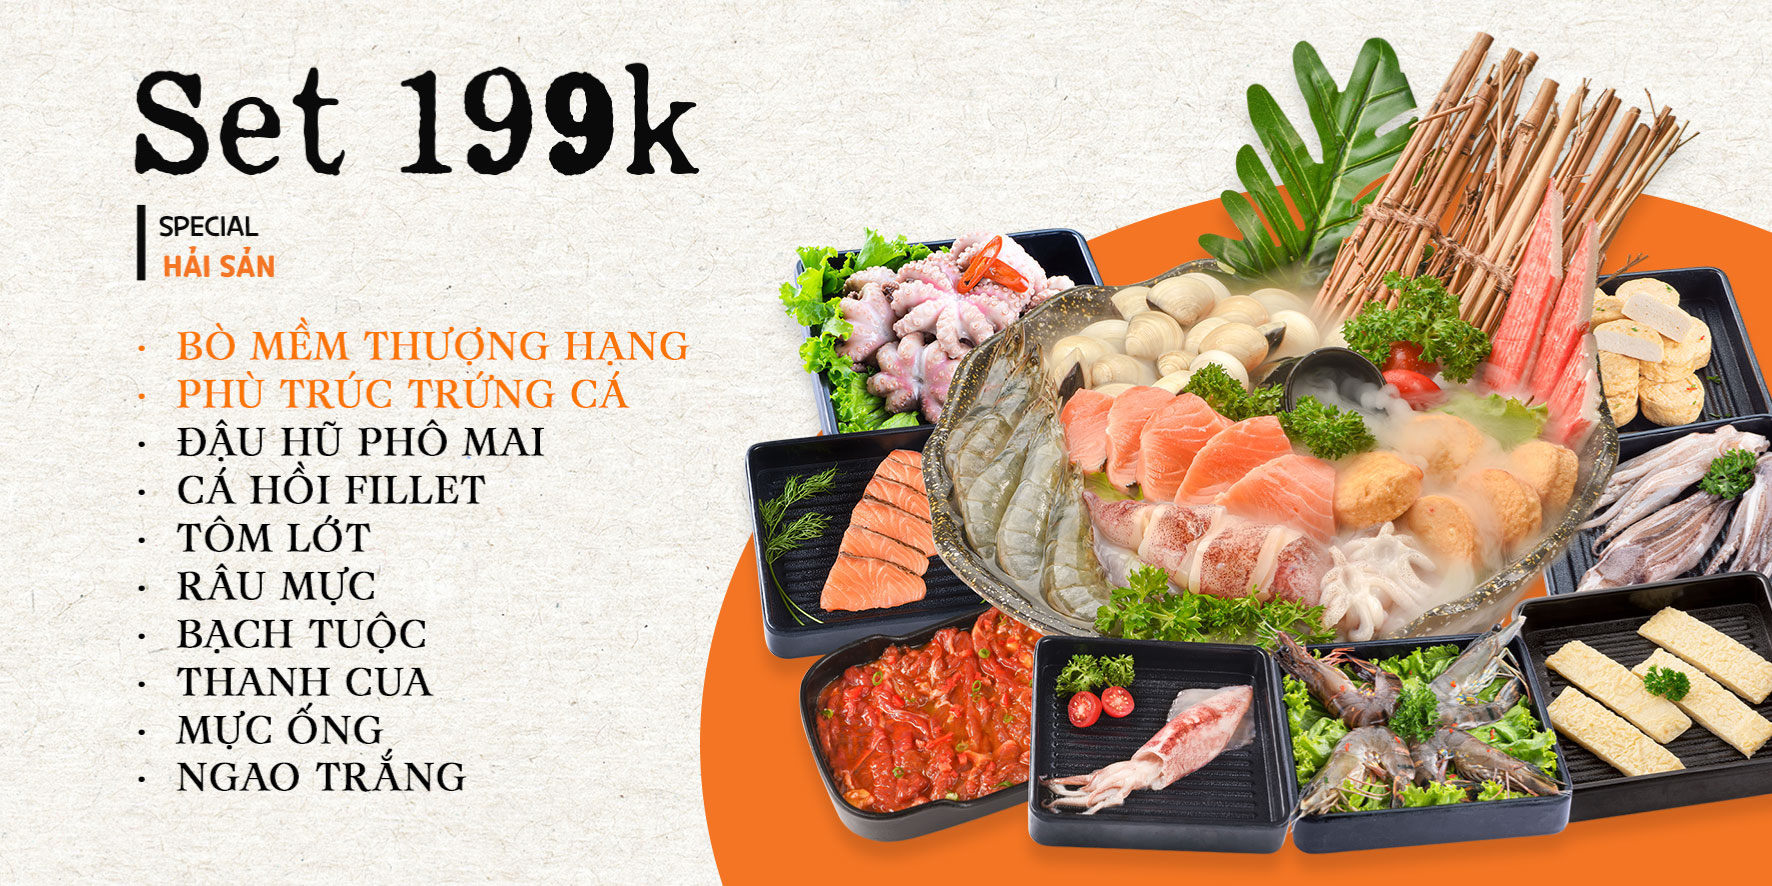 Set 199k
SPECIAL
HẢI SẢN
· BÒ MỀM THƯỢNG HẠNG
· PHÙ TRÚC TRỨNG CÁ
· ĐẬU HŨ PHÔ MAI
· CÁ HỒI FILLET
· TÔM LỚT
· RÂU MỰC
· BẠCH TUỘC
· THANH CUA
· MỰC ỐNG
· NGAO TRẮNG